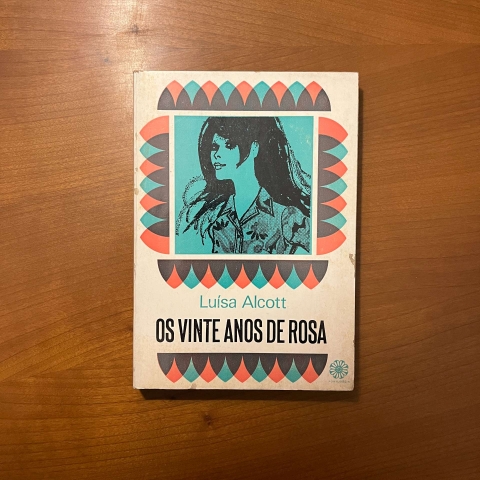 Luísa Alcott
OS VINTE ANOS DE ROSA